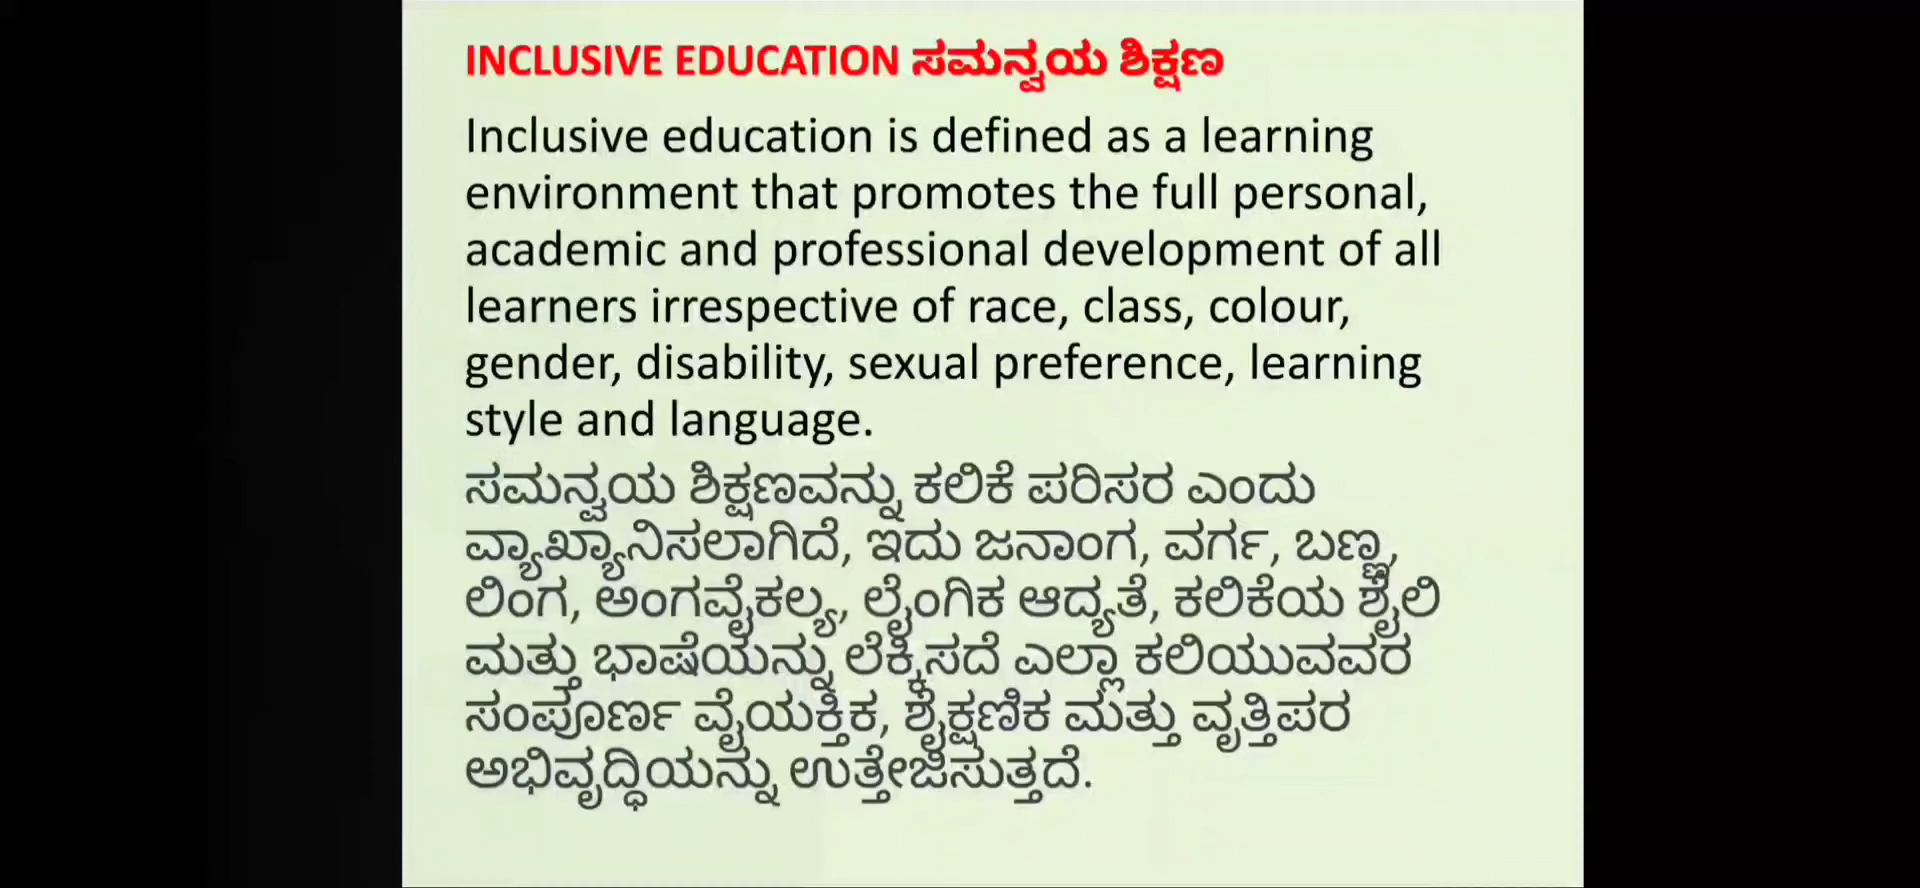 INCLUSIVE EDUCATION ಸಮನ್ವಯ ಶಿಕ್ಷಣ
Inclusive education is defined as a learning
environment that promotes the full personal,
academic and professional development of all
learners irrespective of race, class, colour,
gender, disability, sexual preference, learning
style and language.
ಸಮನ್ವಯ ಶಿಕ್ಷಣವನ್ನು ಕಲಿಕೆ ಪರಿಸರ ಎಂದು
ವ್ಯಾಖ್ಯಾನಿಸಲಾಗಿದೆ, ಇದು ಜನಾಂಗ, ವರ್ಗ, ಬಣ್ಣ,
ಲಿಂಗ, ಅಂಗವೈಕಲ್ಯ, ಲೈಂಗಿಕ ಆದ್ಯತೆ, ಕಲಿಕೆಯ ಶೈಲಿ
ಮತ್ತು ಭಾಷೆಯನ್ನು ಲೆಕ್ಕಿಸದೆ ಎಲ್ಲಾ ಕಲಿಯುವವರ
ಸಂಪೂರ್ಣ ವೈಯಕ್ತಿಕ, ಶೈಕ್ಷಣಿಕ ಮತ್ತು ವೃತ್ತಿಪರ
ಅಭಿವೃದ್ಧಿಯನ್ನು ಉತ್ತೇಜಿಸುತ್ತದೆ.